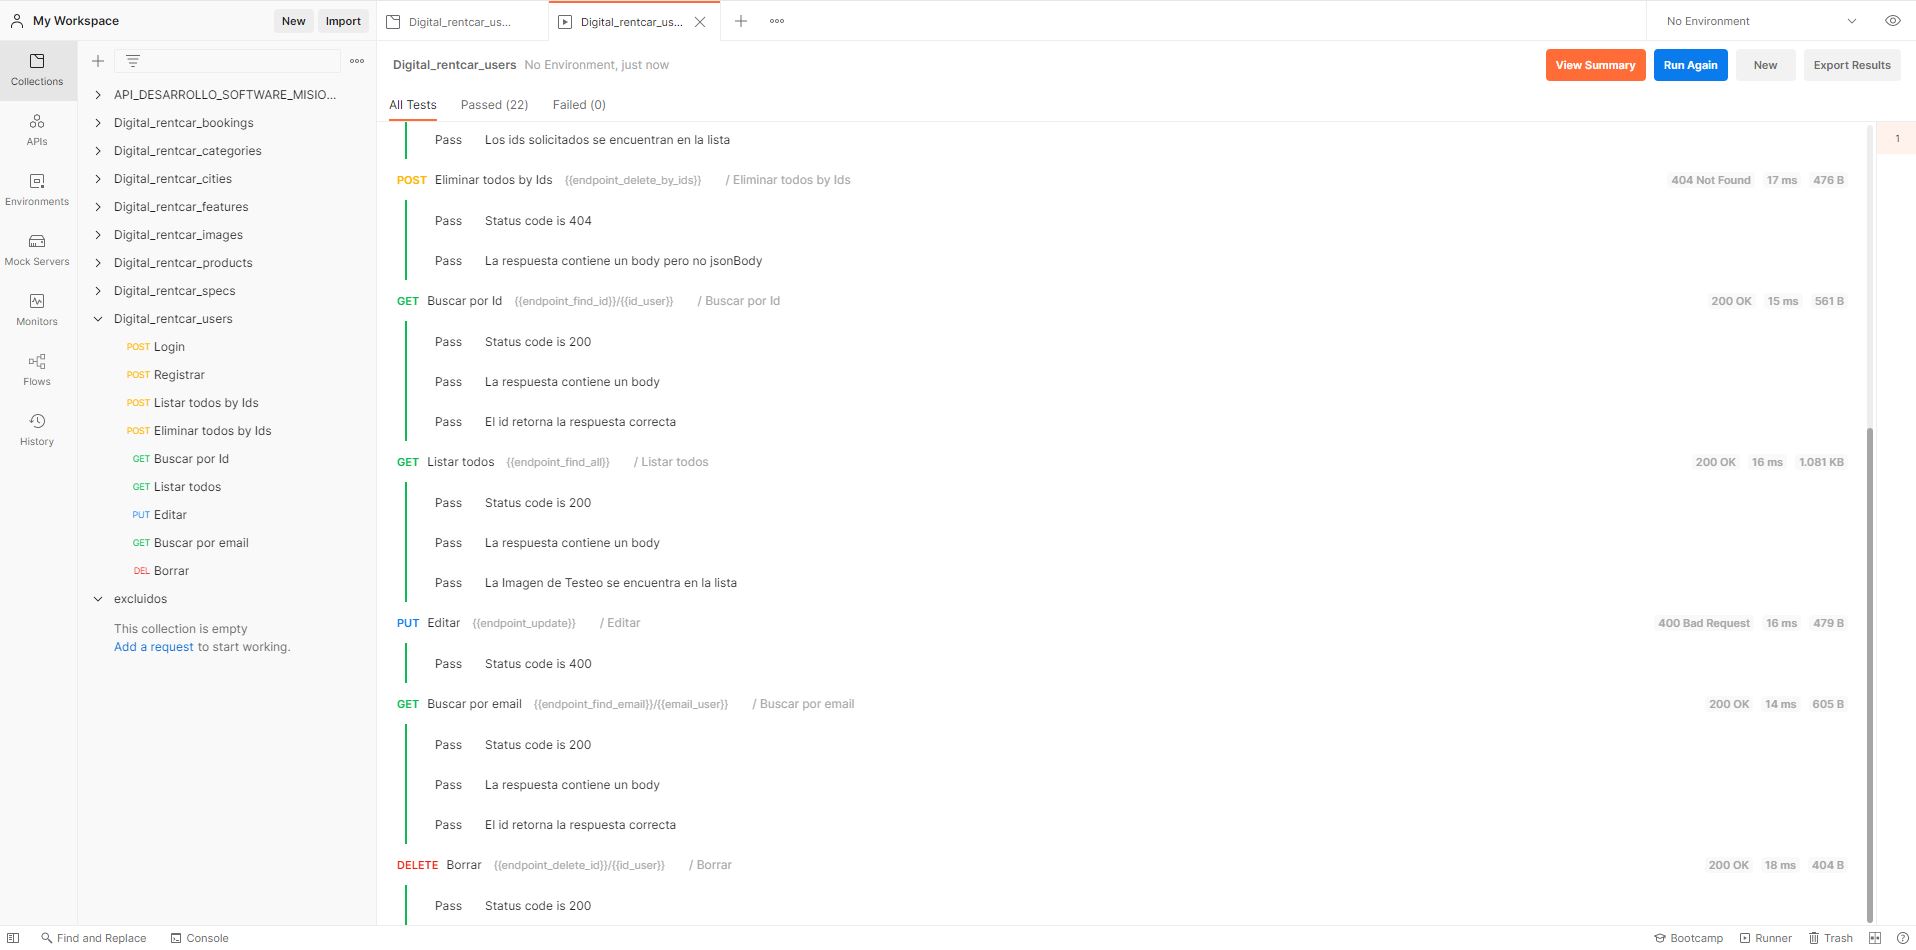 My Workspace
New
Import
Digital_rentcar_us...
Digital_rentcar_us...
No Environment
Collections
APIs
Environments
Mock Servers
Monitors
Flows
History
API_DESARROLLO_SOFTWARE_MISIO...
Digital_rentcar_bookings
Digital_rentcar_categories
Digital_rentcar_cities
Digital_rentcar_features
Digital_rentcar_images
Digital_rentcar_products
Digital_rentcar_specs
Digital_rentcar_users
POST Login
POST Registrar
POST Listar todos by Ids
POST Eliminar todos by Ids
GET Buscar por Id
GET Listar todos
PUT Editar
GET Buscar por email
DEL Borrar
excluidos
This collection is empty
Add a request to start working.
Digital_rentcar_users No Environment, just now
View Summary
Run Again
New
Export Results
All Tests Passed (22) Failed (0)
1
Pass Los ids solicitados se encuentran en la lista
POST Eliminar todos by Ids {{endpoint_delete_by_ids}} / Eliminar todos by Ids 404 Not Found 17 ms 476 B
Pass Status code is 404
Pass La respuesta contiene un body pero no jsonBody
GET Buscar por Id {{endpoint_find_id}}/{{id_user}} / Buscar por Id 200 OK 15 ms 561 B
Pass Status code is 200
Pass La respuesta contiene un body
Pass El id retorna la respuesta correcta
GET Listar todos {{endpoint_find_all}} / Listar todos 200 OK 16 ms 1.081 KB
Pass Status code is 200
Pass La respuesta contiene un body
Pass La Imagen de Testeo se encuentra en la lista
PUT Editar {{endpoint_update}} / Editar 400 Bad Request 16 ms 479 B
Pass Status code is 400
GET Buscar por email {{endpoint_find_email}}/{{email_user}} / Buscar por email 200 OK 14 ms 605 B
Pass Status code is 200
Pass La respuesta contiene un body
Pass El id retorna la respuesta correcta
DELETE Borrar {{endpoint_delete_id}}/{{id_user}} / Borrar 200 OK 18 ms 404 B
Pass Status code is 200
Find and Replace
Console
Bootcamp
Runner
Trash